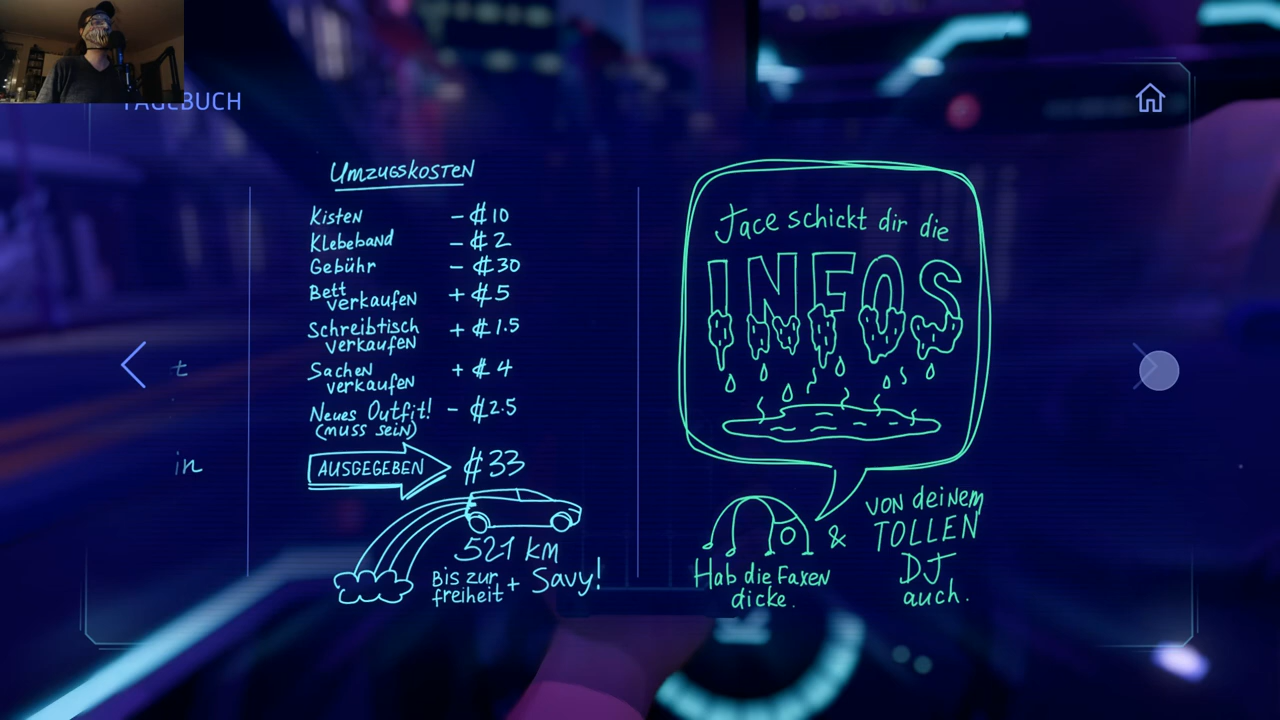 TAGEBUCH
t
in
Umzugskosten
Kisten – ₡10
Klebeband – ₡2
Gebühr – ₡30
Bett + ₡5
verkaufen
Schreibtisch + ₡1.5
verkaufen
Sachen + ₡4
verkaufen
Neues Outfit! – ₡2.5
(muss sein)
AUSGEGEBEN ₡33
521 km
Bis zur + Savy!
freiheit
Jace schickt dir die
INFOS
& von deinem
TOLLEN
DJ
auch.
Hab die Faxen
dicke.